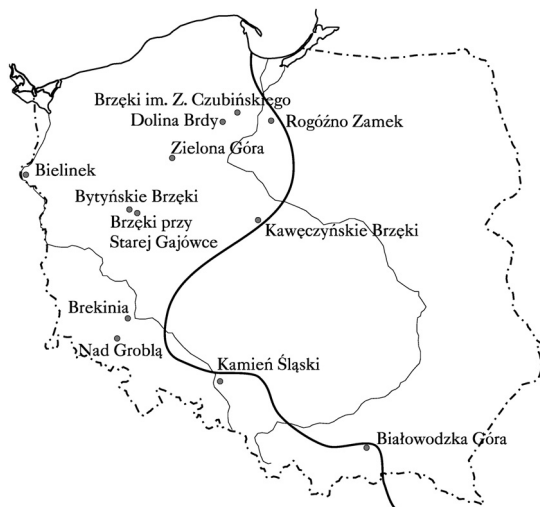 Brzęki im. Z. Czubińskiego
Dolina Brdy
Rogóźno Zamek
Zielona Góra
Bielinek
Bytyńskie Brzęki
Brzęki przy
Starej Gajówce
Kawęczyńskie Brzęki
Brekinia
Nad Groblą
Kamień Śląski
Białowodzka Góra